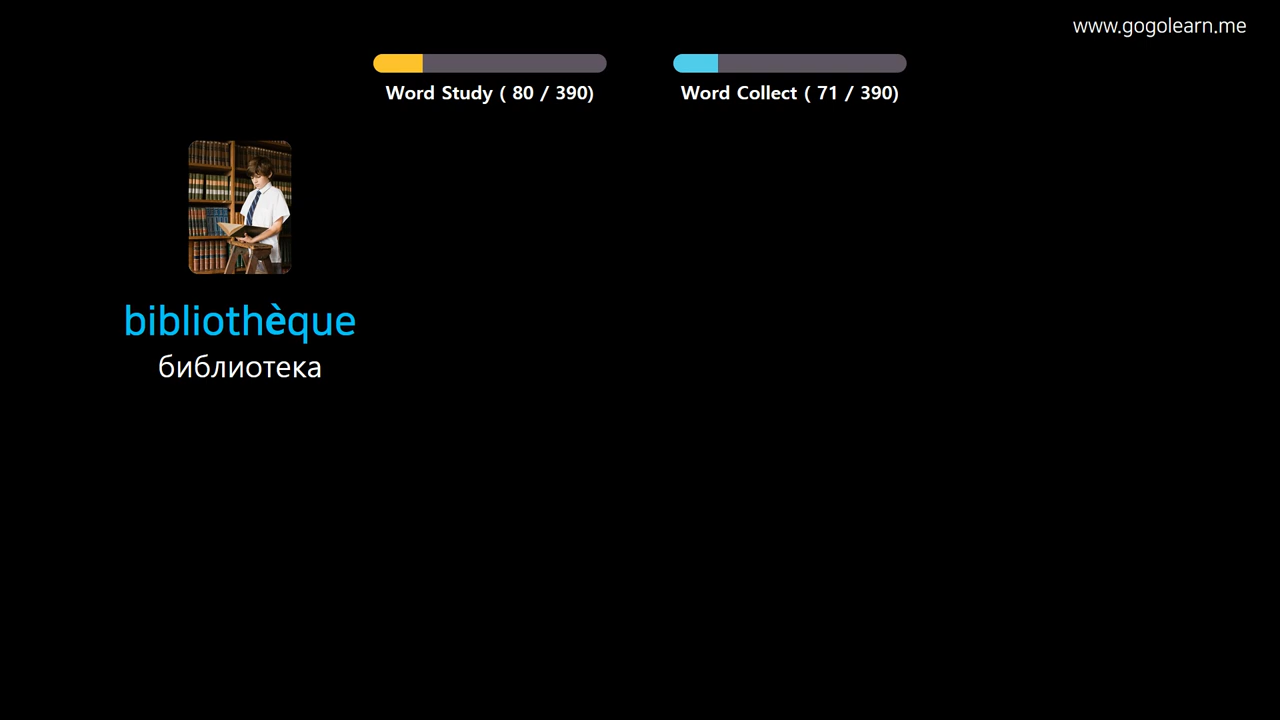 www.gogolearn.me
Word Study ( 80 / 390)
Word Collect ( 71 / 390)
bibliothèque
библиотека